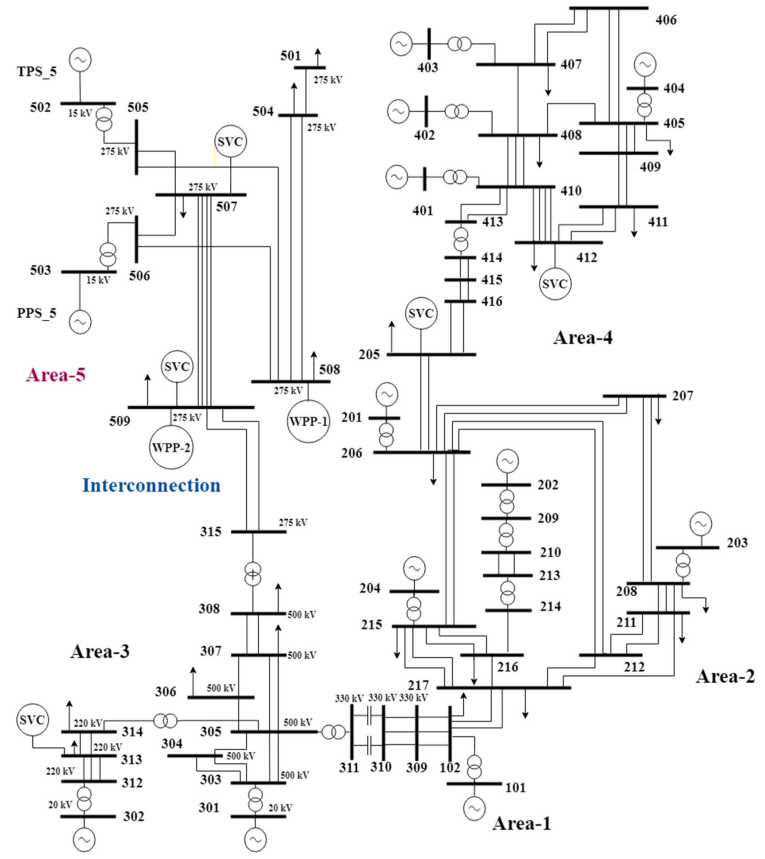 406
403
407
501
275 kV
TPS_5
502
15 kV
505
504
275 kV
404
402
408
405
275 kV
SVC
409
275 kV
507
401
410
275 kV
413
411
412
506
414
503
15 kV
415
SVC
416
PPS_5
SVC
Area-4
205
Area-5
SVC
508
275 kV
207
509
275 kV
201
WPP-1
WPP-2
206
Interconnection
202
209
315
275 kV
203
210
204
213
208
308
500 kV
214
211
215
Area-3
307
500 kV
216
212
Area-2
306
500 kV
217
330 kV
330 kV
330 kV
SVC
220 kV
314
305
500 kV
304
500 kV
220 kV
313
311
310
309
102
220 kV
312
303
500 kV
101
20 kV
302
301
20 kV
Area-1